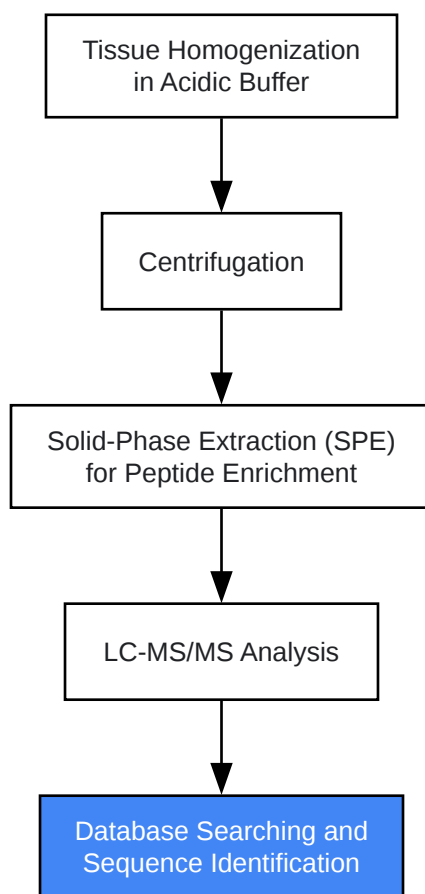 Tissue Homogenization
in Acidic Buffer
Centrifugation
Solid-Phase Extraction (SPE)
for Peptide Enrichment
LC-MS/MS Analysis
Database Searching and
Sequence Identification